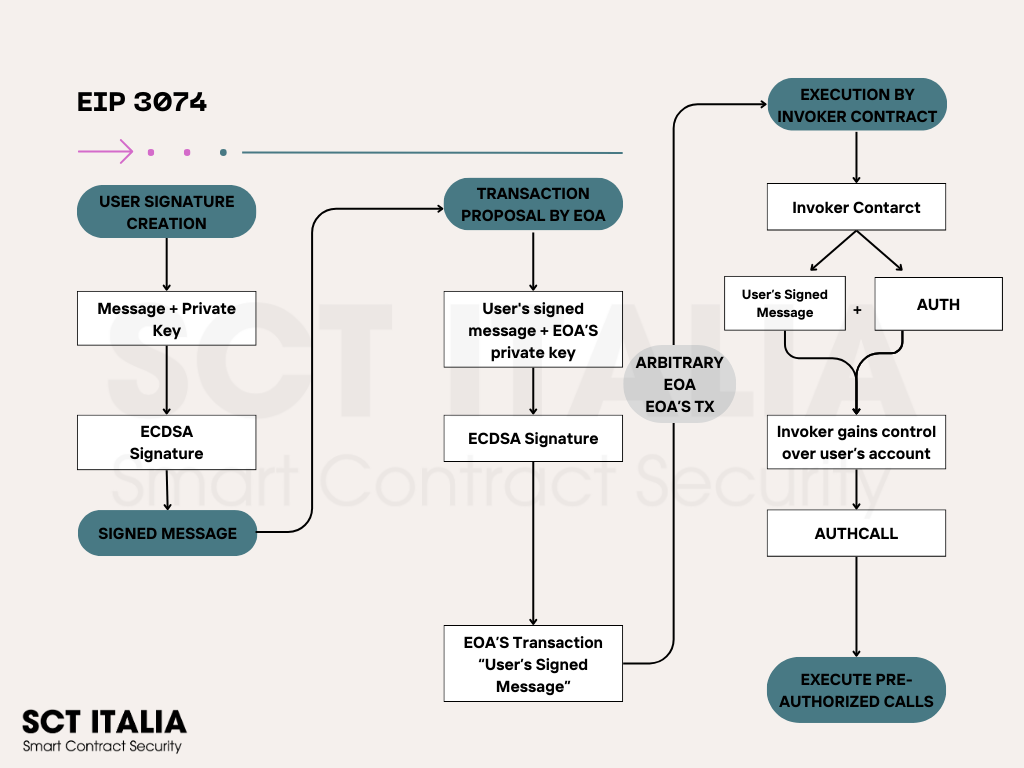 EIP 3074
USER SIGNATURE
CREATION
Message + Private
Key
ECDSA
Signature
SIGNED MESSAGE
TRANSACTION
PROPOSAL BY EOA
User's signed
message + EOA'S
private key
ECDSA Signature
EOA'S Transaction
“User’s Signed
Message”
ARBITRARY
EOA
EOA'S TX
EXECUTION BY
INVOKER CONTRACT
Invoker Contarct
User's Signed
Message
+
AUTH
Invoker gains control
over user's account
AUTHCALL
EXECUTE PRE-
AUTHORIZED CALLS
SCT ITALIA
Smart Contract Security
SCT ITALIA
Smart Contract Security